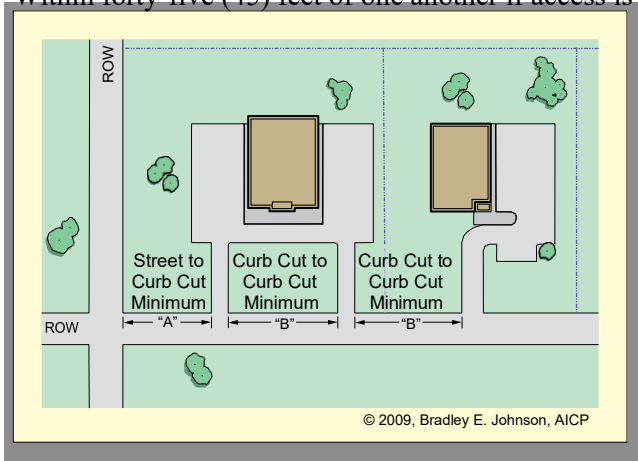 Within forty-five (45) feet of one another if access is
ROW
Street to
Curb Cut
Minimum
Curb Cut to
Curb Cut
Minimum
Curb Cut to
Curb Cut
Minimum
ROW
"A"
"B"
"B"
© 2009, Bradley E. Johnson, AICP